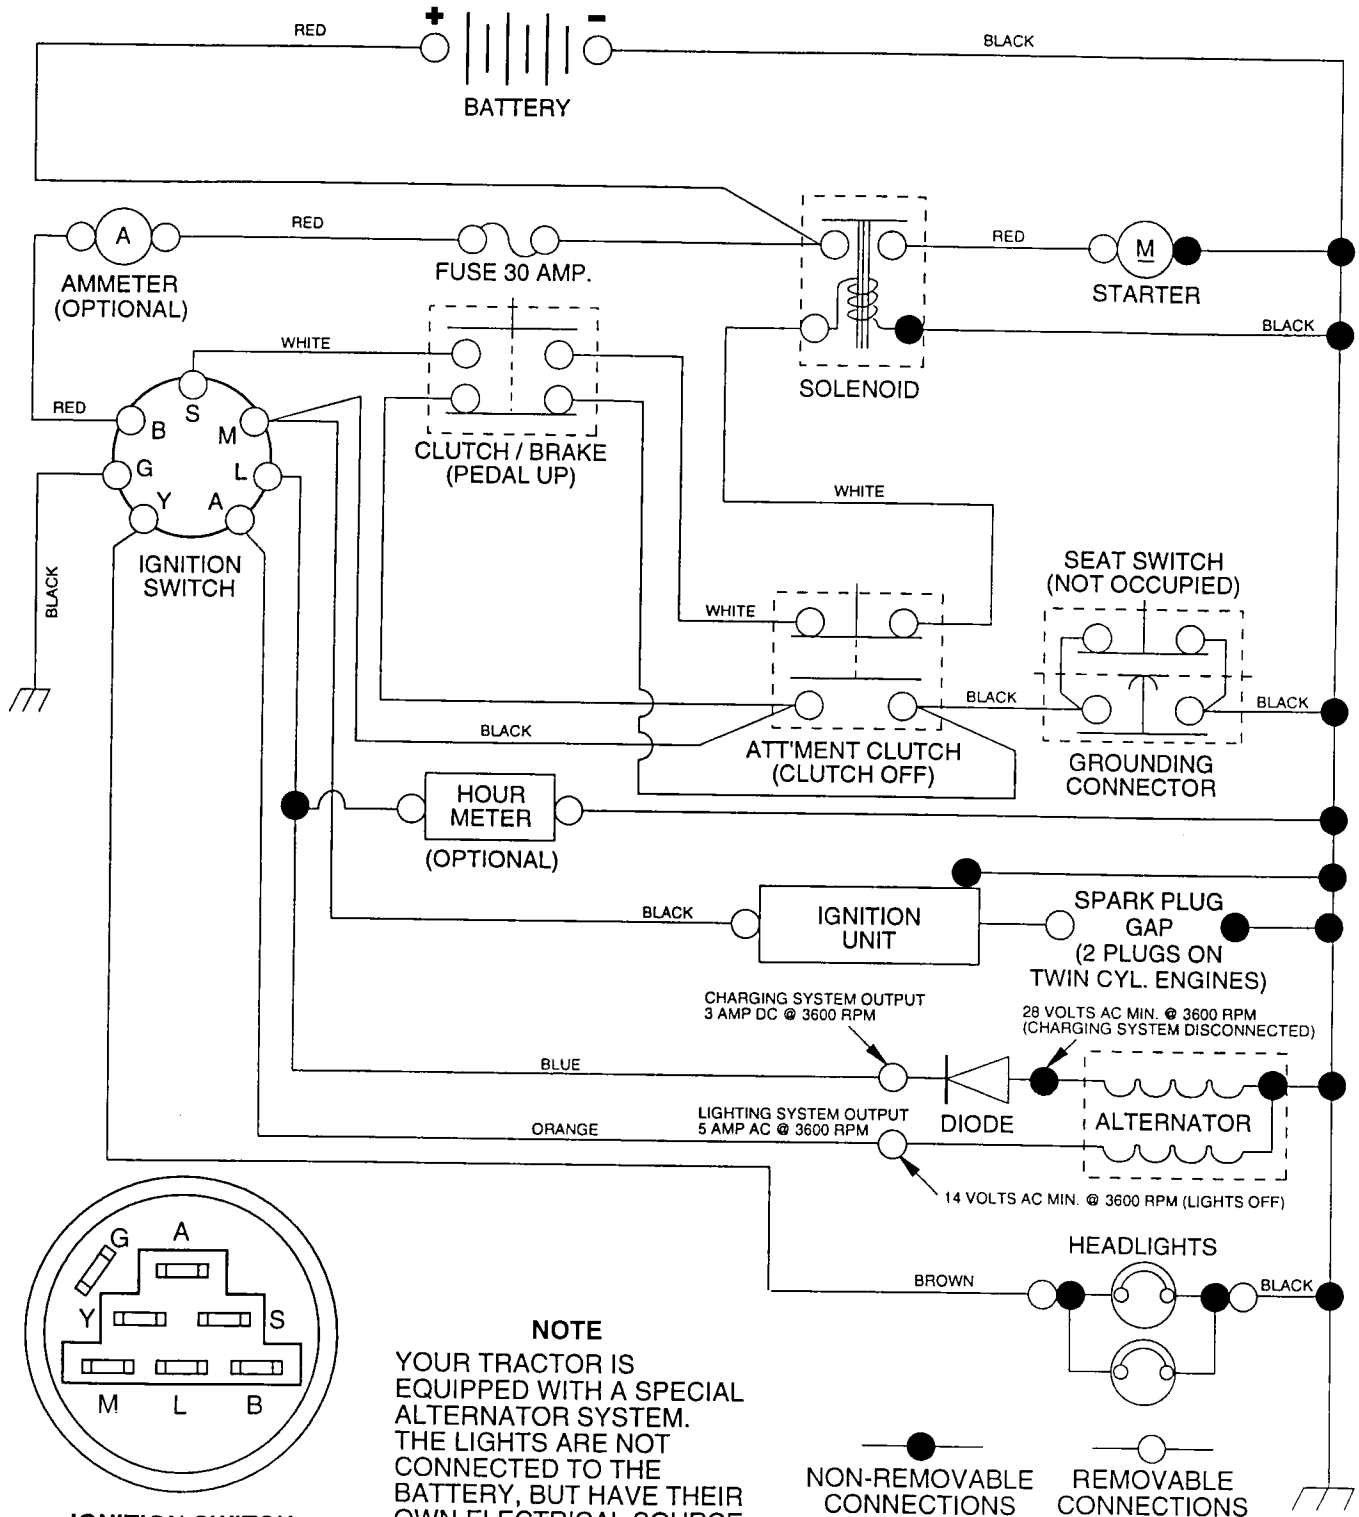 +
-
RED
BLACK
BATTERY
A
RED
RED
M
AMMETER
(OPTIONAL)
FUSE 30 AMP.
STARTER
WHITE
BLACK
SOLENOID
S
RED
B
M
G
L
Y
A
CLUTCH / BRAKE
(PEDAL UP)
WHITE
IGNITION
SWITCH
BLACK
SEAT SWITCH
(NOT OCCUPIED)
WHITE
BLACK
BLACK
BLACK
ATT'MENT CLUTCH
(CLUTCH OFF)
GROUNDING
CONNECTOR
HOUR
METER
(OPTIONAL)
BLACK
IGNITION
UNIT
SPARK PLUG
GAP
(2 PLUGS ON
TWIN CYL. ENGINES)
CHARGING SYSTEM OUTPUT
3 AMP DC @ 3600 RPM
28 VOLTS AC MIN. @ 3600 RPM
(CHARGING SYSTEM DISCONNECTED)
BLUE
DIODE
ALTERNATOR
LIGHTING SYSTEM OUTPUT
5 AMP AC @ 3600 RPM
ORANGE
14 VOLTS AC MIN. @ 3600 RPM (LIGHTS OFF)
HEADLIGHTS
BROWN
BLACK
G
A
Y
S
M
L
B
IGNITION SWITCH
NOTE
YOUR TRACTOR IS
EQUIPPED WITH A SPECIAL
ALTERNATOR SYSTEM.
THE LIGHTS ARE NOT
CONNECTED TO THE
BATTERY, BUT HAVE THEIR
OWN ELECTRICAL SOURCE
NON-REMOVABLE
CONNECTIONS
REMOVABLE
CONNECTIONS